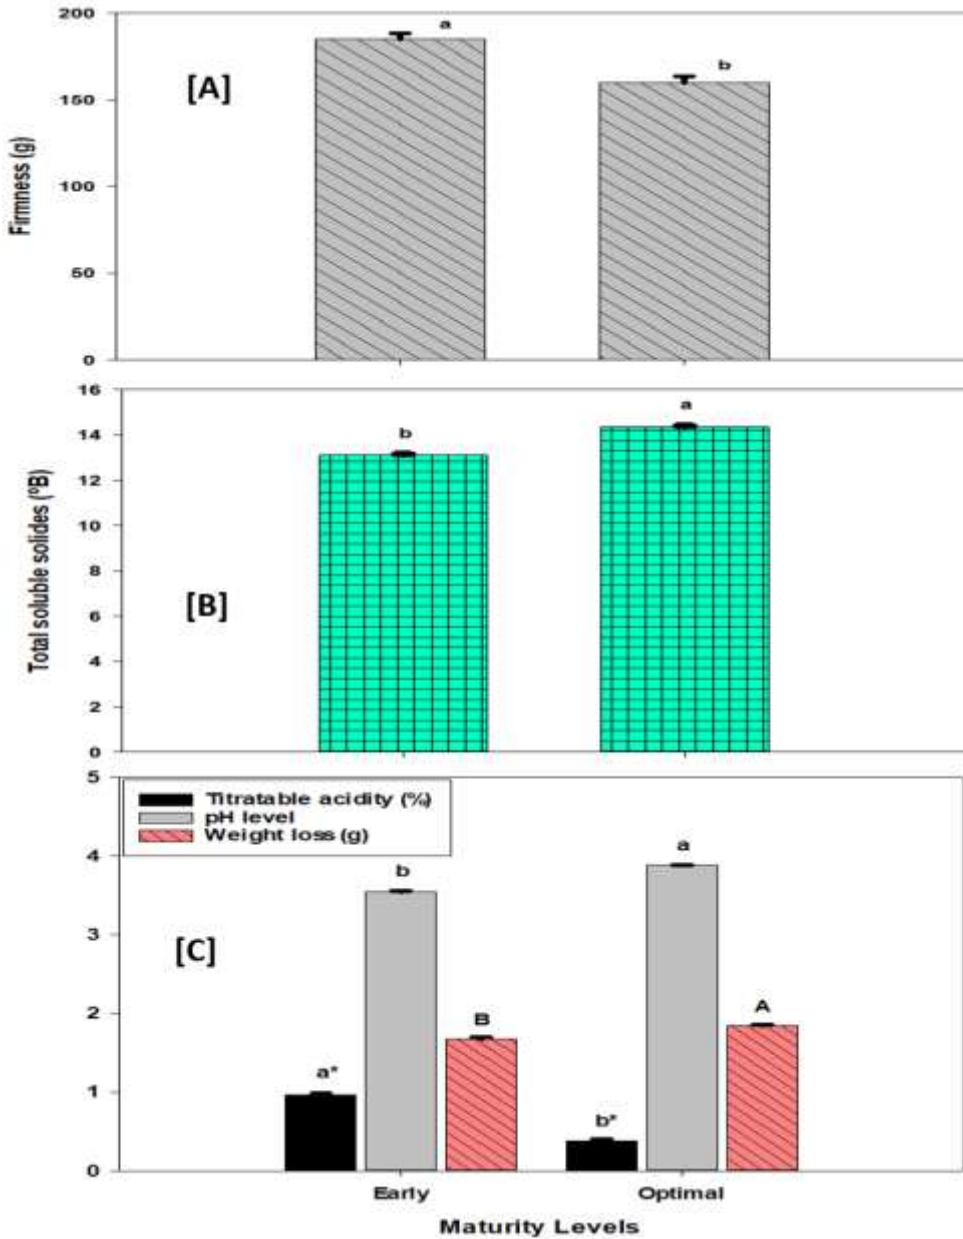 200
a
150
b
[A]
100
50
0
Firmness (g)
16
14
12
10
8
6
4
2
0
b
a
[B]
Total soluble solides (ºB)
5
4
3
2
1
0
Titratable acidity (%)
pH level
Weight loss (g)
[C]
a*
b
B
b*
a
A
Early
Optimal
Maturity Levels